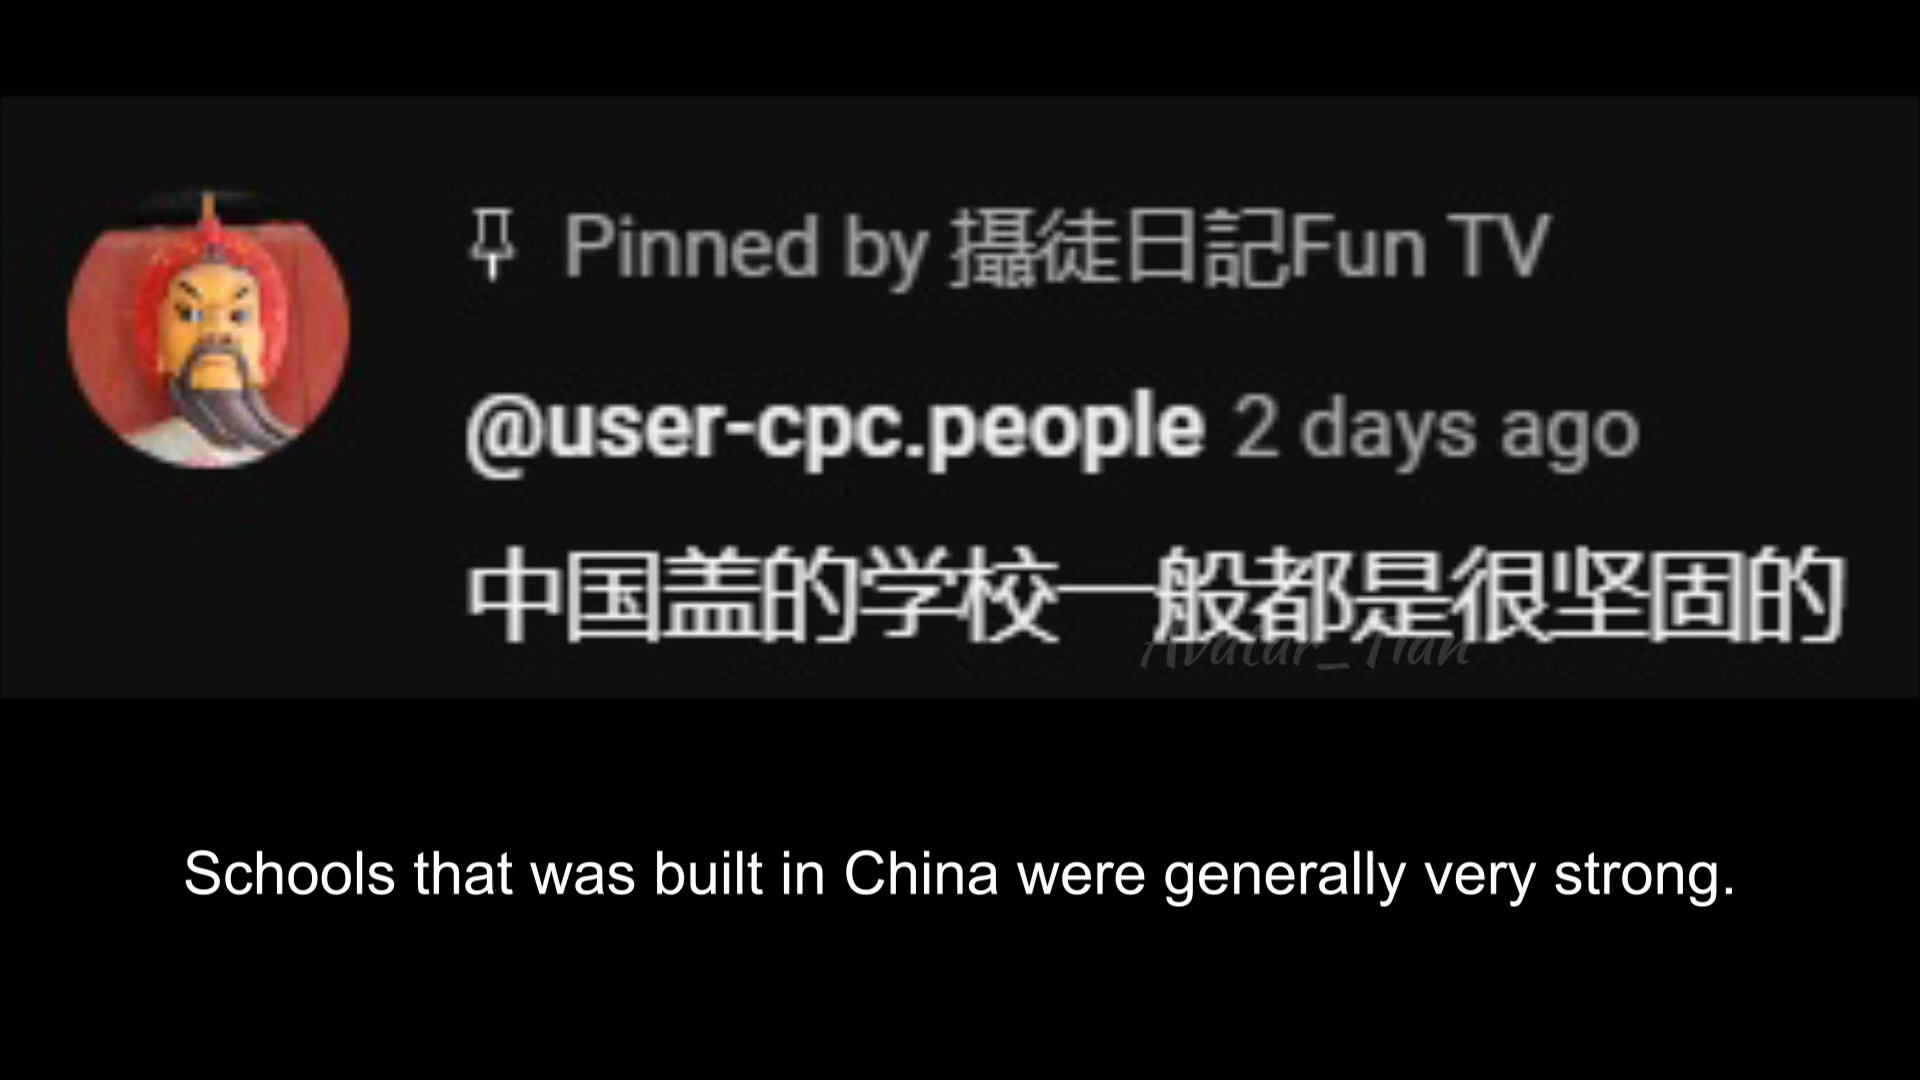 Pinned by 攝徒日記Fun TV
@user-cpc.people 2 days ago
中国盖的学校一般都是很坚固的
Avatar_Tian
Schools that was built in China were generally very strong.